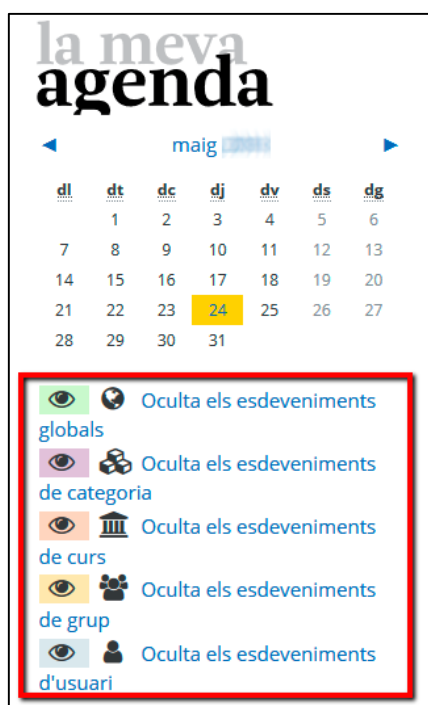 la meva
agenda
◄ maig ►
dl dt dc dj dv ds dg
1 2 3 4 5 6
7 8 9 10 11 12 13
14 15 16 17 18 19 20
21 22 23 24 25 26 27
28 29 30 31
Oculta els esdeveniments
globals
Oculta els esdeveniments
de categoria
Oculta els esdeveniments
de curs
Oculta els esdeveniments
de grup
Oculta els esdeveniments
d'usuari